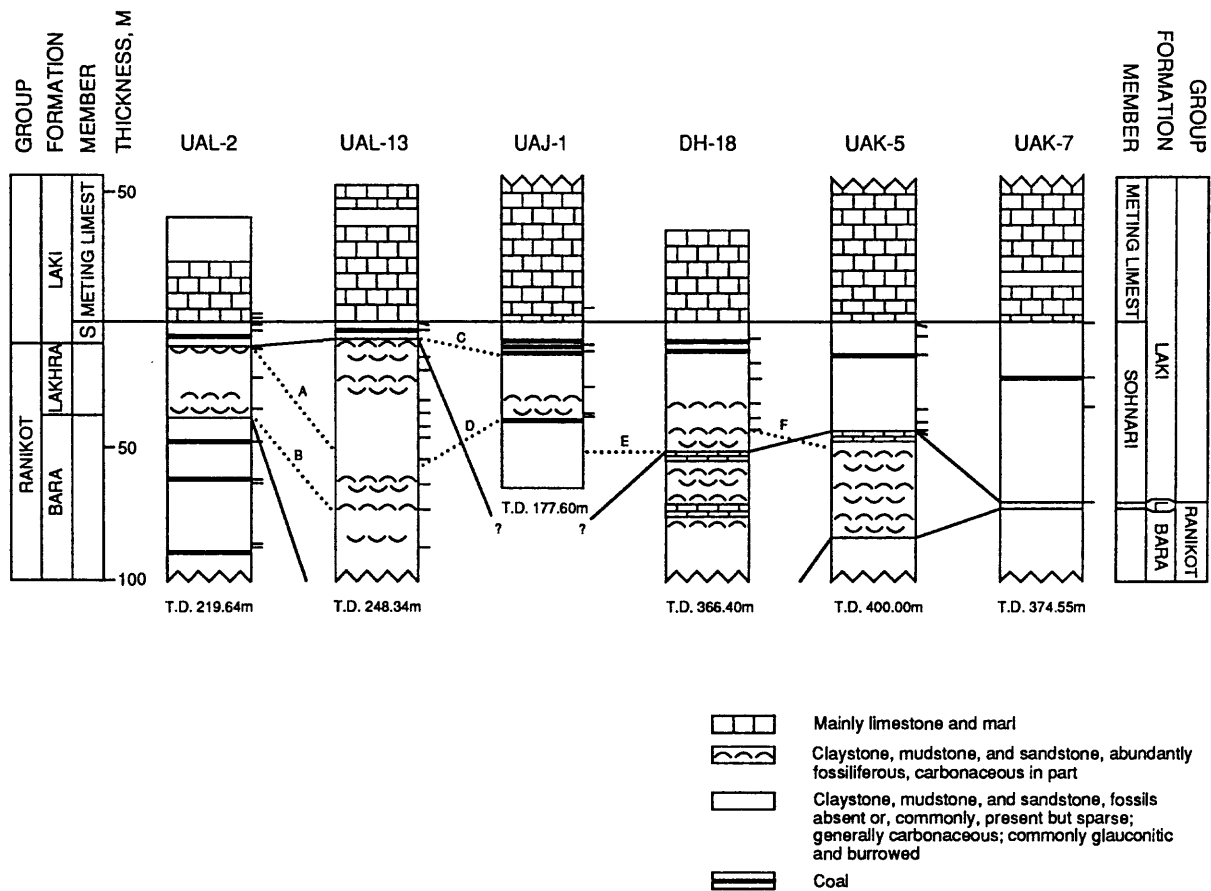 GROUP
FORMATION
MEMBER
THICKNESS, M
UAL-2
UAL-13
UAJ-1
DH-18
UAK-5
UAK-7
MEMBER
FORMATION
GROUP
RANIKOT
LAKI
LAKHRA
BARA
METING LIMEST
S
50
50
100
A
B
C
D
E
F
?
?
METING LIMEST
SOHNARI
LAKI
L
BARA
RANIKOT
T.D. 219.64m
T.D. 248.34m
T.D. 177.60m
T.D. 366.40m
T.D. 400.00m
T.D. 374.55m
Mainly limestone and marl
Claystone, mudstone, and sandstone, abundantly
fossiliferous, carbonaceous in part
Claystone, mudstone, and sandstone, fossils
absent or, commonly, present but sparse;
generally carbonaceous; commonly glauconitic
and burrowed
Coal